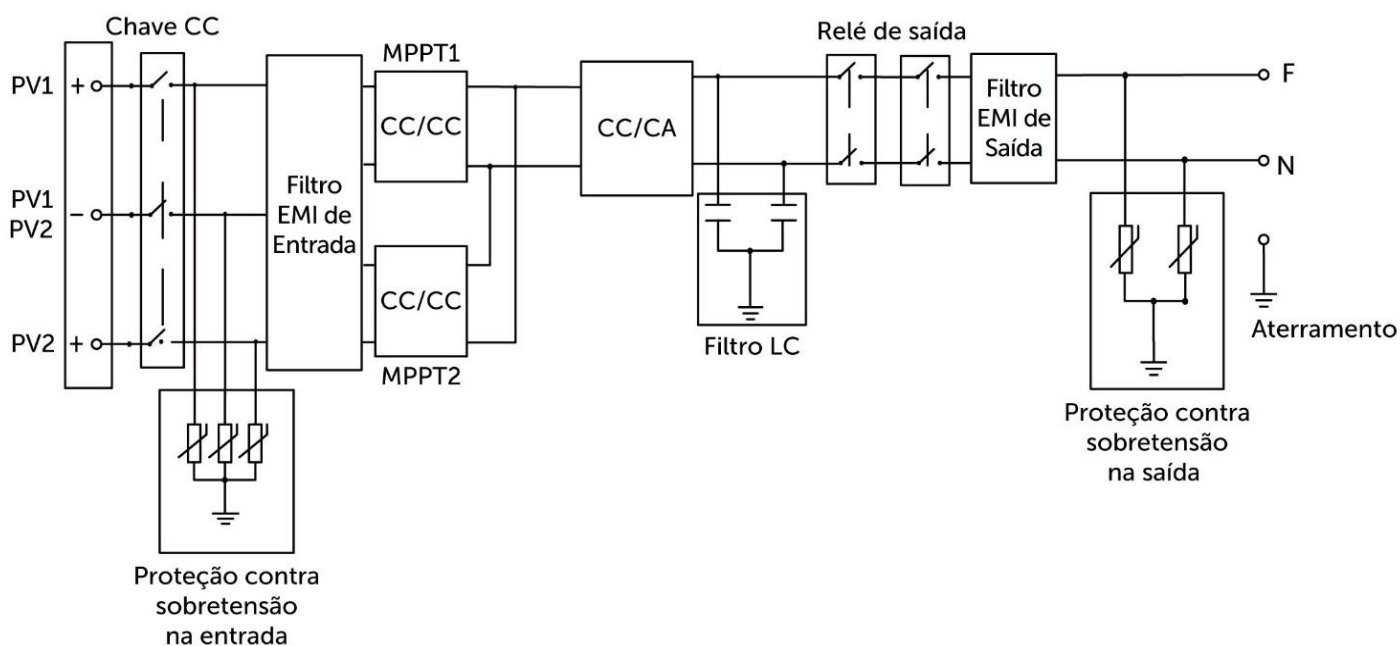 Chave CC
PV1
+
PV1
PV2
−
PV2
+
Filtro
EMI de
Entrada
MPPT1
CC/CC
CC/CC
MPPT2
CC/CA
Filtro LC
Relé de saída
Filtro
EMI de
Saída
F
N
Aterramento
Proteção contra
sobretensão
na saída
Proteção contra
sobretensão
na entrada